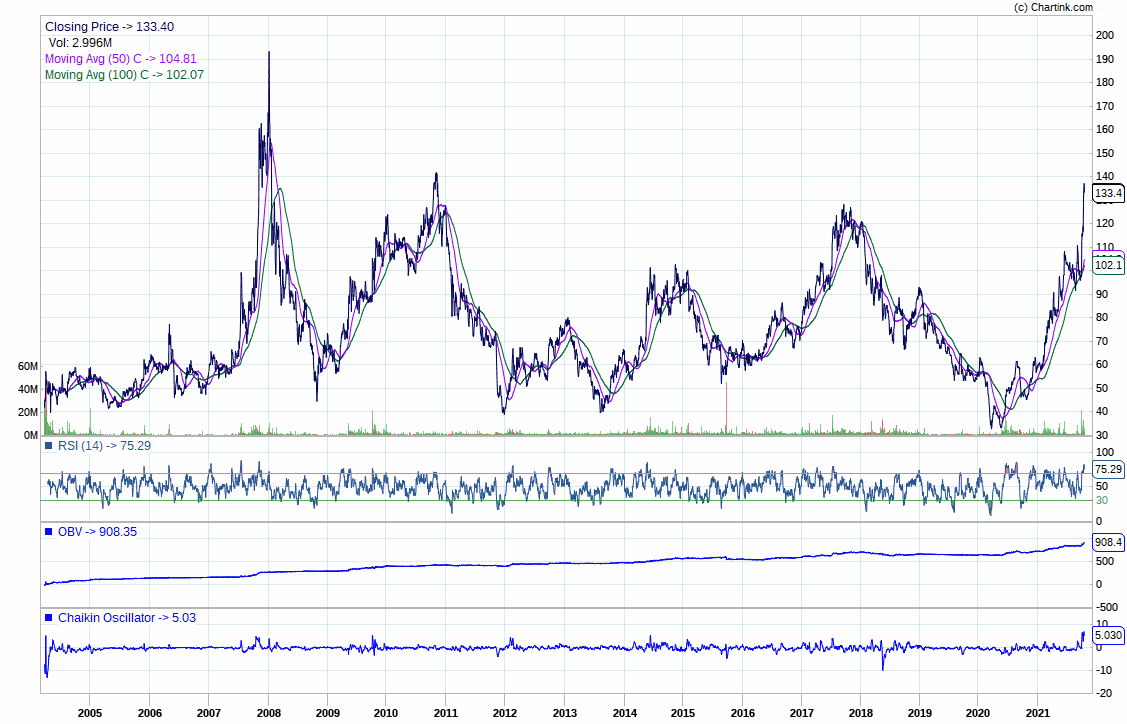 (c) Chartink.com
Closing Price -> 133.40
Vol: 2.996M
Moving Avg (50) C -> 104.81
Moving Avg (100) C -> 102.07
200
190
180
170
160
150
140
133.4
120
110
102.1
90
80
70
60
50
40
30
60M
40M
20M
0M
RSI (14) -> 75.29
100
75.29
50
30
0
OBV -> 908.35
908.4
500
0
-500
Chaikin Oscillator -> 5.03
10
5.030
0
-10
-20
2005 2006 2007 2008 2009 2010 2011 2012 2013 2014 2015 2016 2017 2018 2019 2020 2021